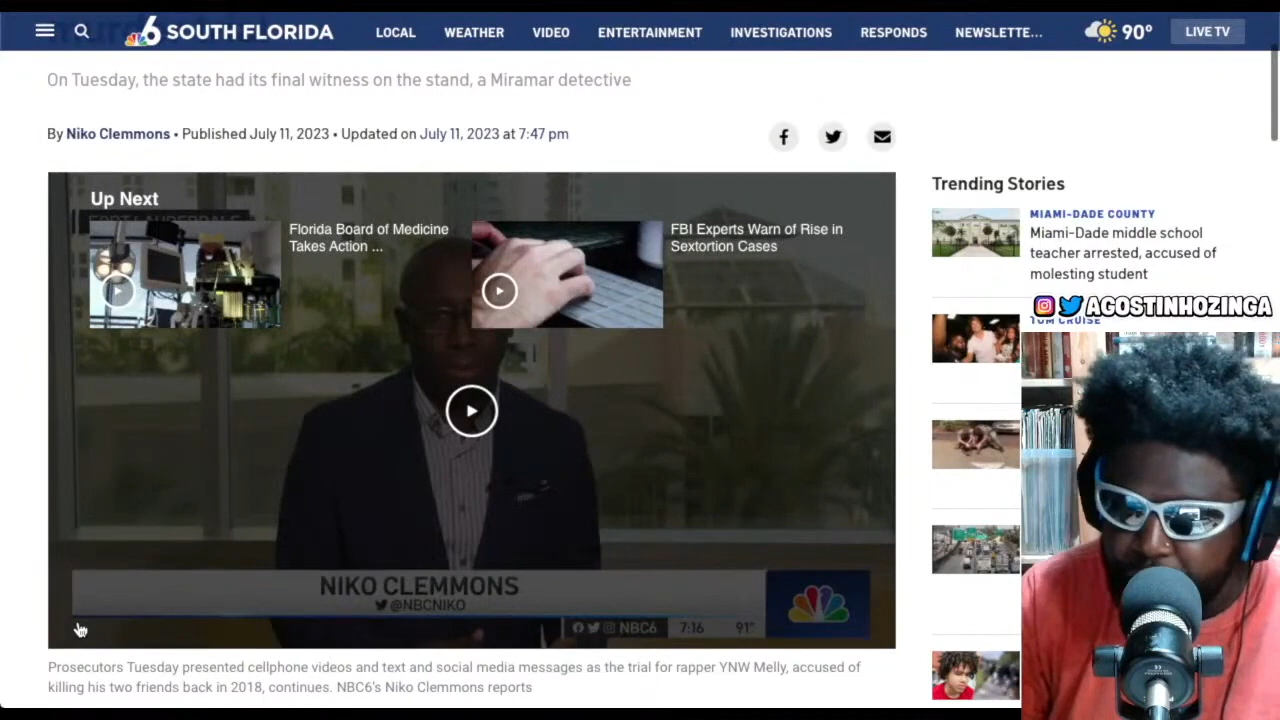 6 SOUTH FLORIDA
LOCAL
WEATHER
VIDEO
ENTERTAINMENT
INVESTIGATIONS
RESPONDS
NEWSLETTE...
90°
LIVE TV
On Tuesday, the state had its final witness on the stand, a Miramar detective
By Niko Clemmons • Published July 11, 2023 • Updated on July 11, 2023 at 7:47 pm
Up Next
FORT LAUDERDALE
Florida Board of Medicine
Takes Action ...
FBI Experts Warn of Rise in
Sextortion Cases
NIKO CLEMMONS
@NBCNIKO
NBC6 7:16 91°
Prosecutors Tuesday presented cellphone videos and text and social media messages as the trial for rapper YNW Melly, accused of
killing his two friends back in 2018, continues. NBC6's Niko Clemmons reports
Trending Stories
MIAMI-DADE COUNTY
Miami-Dade middle school
teacher arrested, accused of
molesting student
AGOSTINHOZINGA
TOM CRUISE